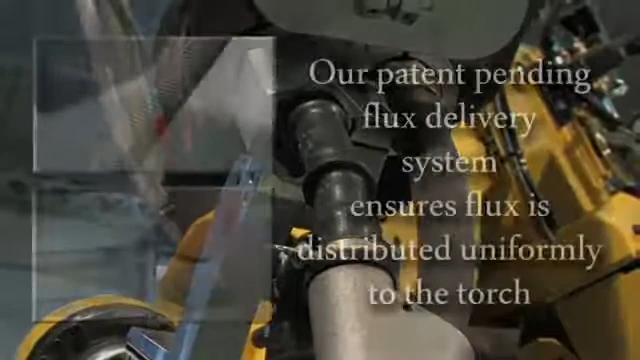 Our patent pending
flux delivery
system
ensures flux is
distributed uniformly
to the torch